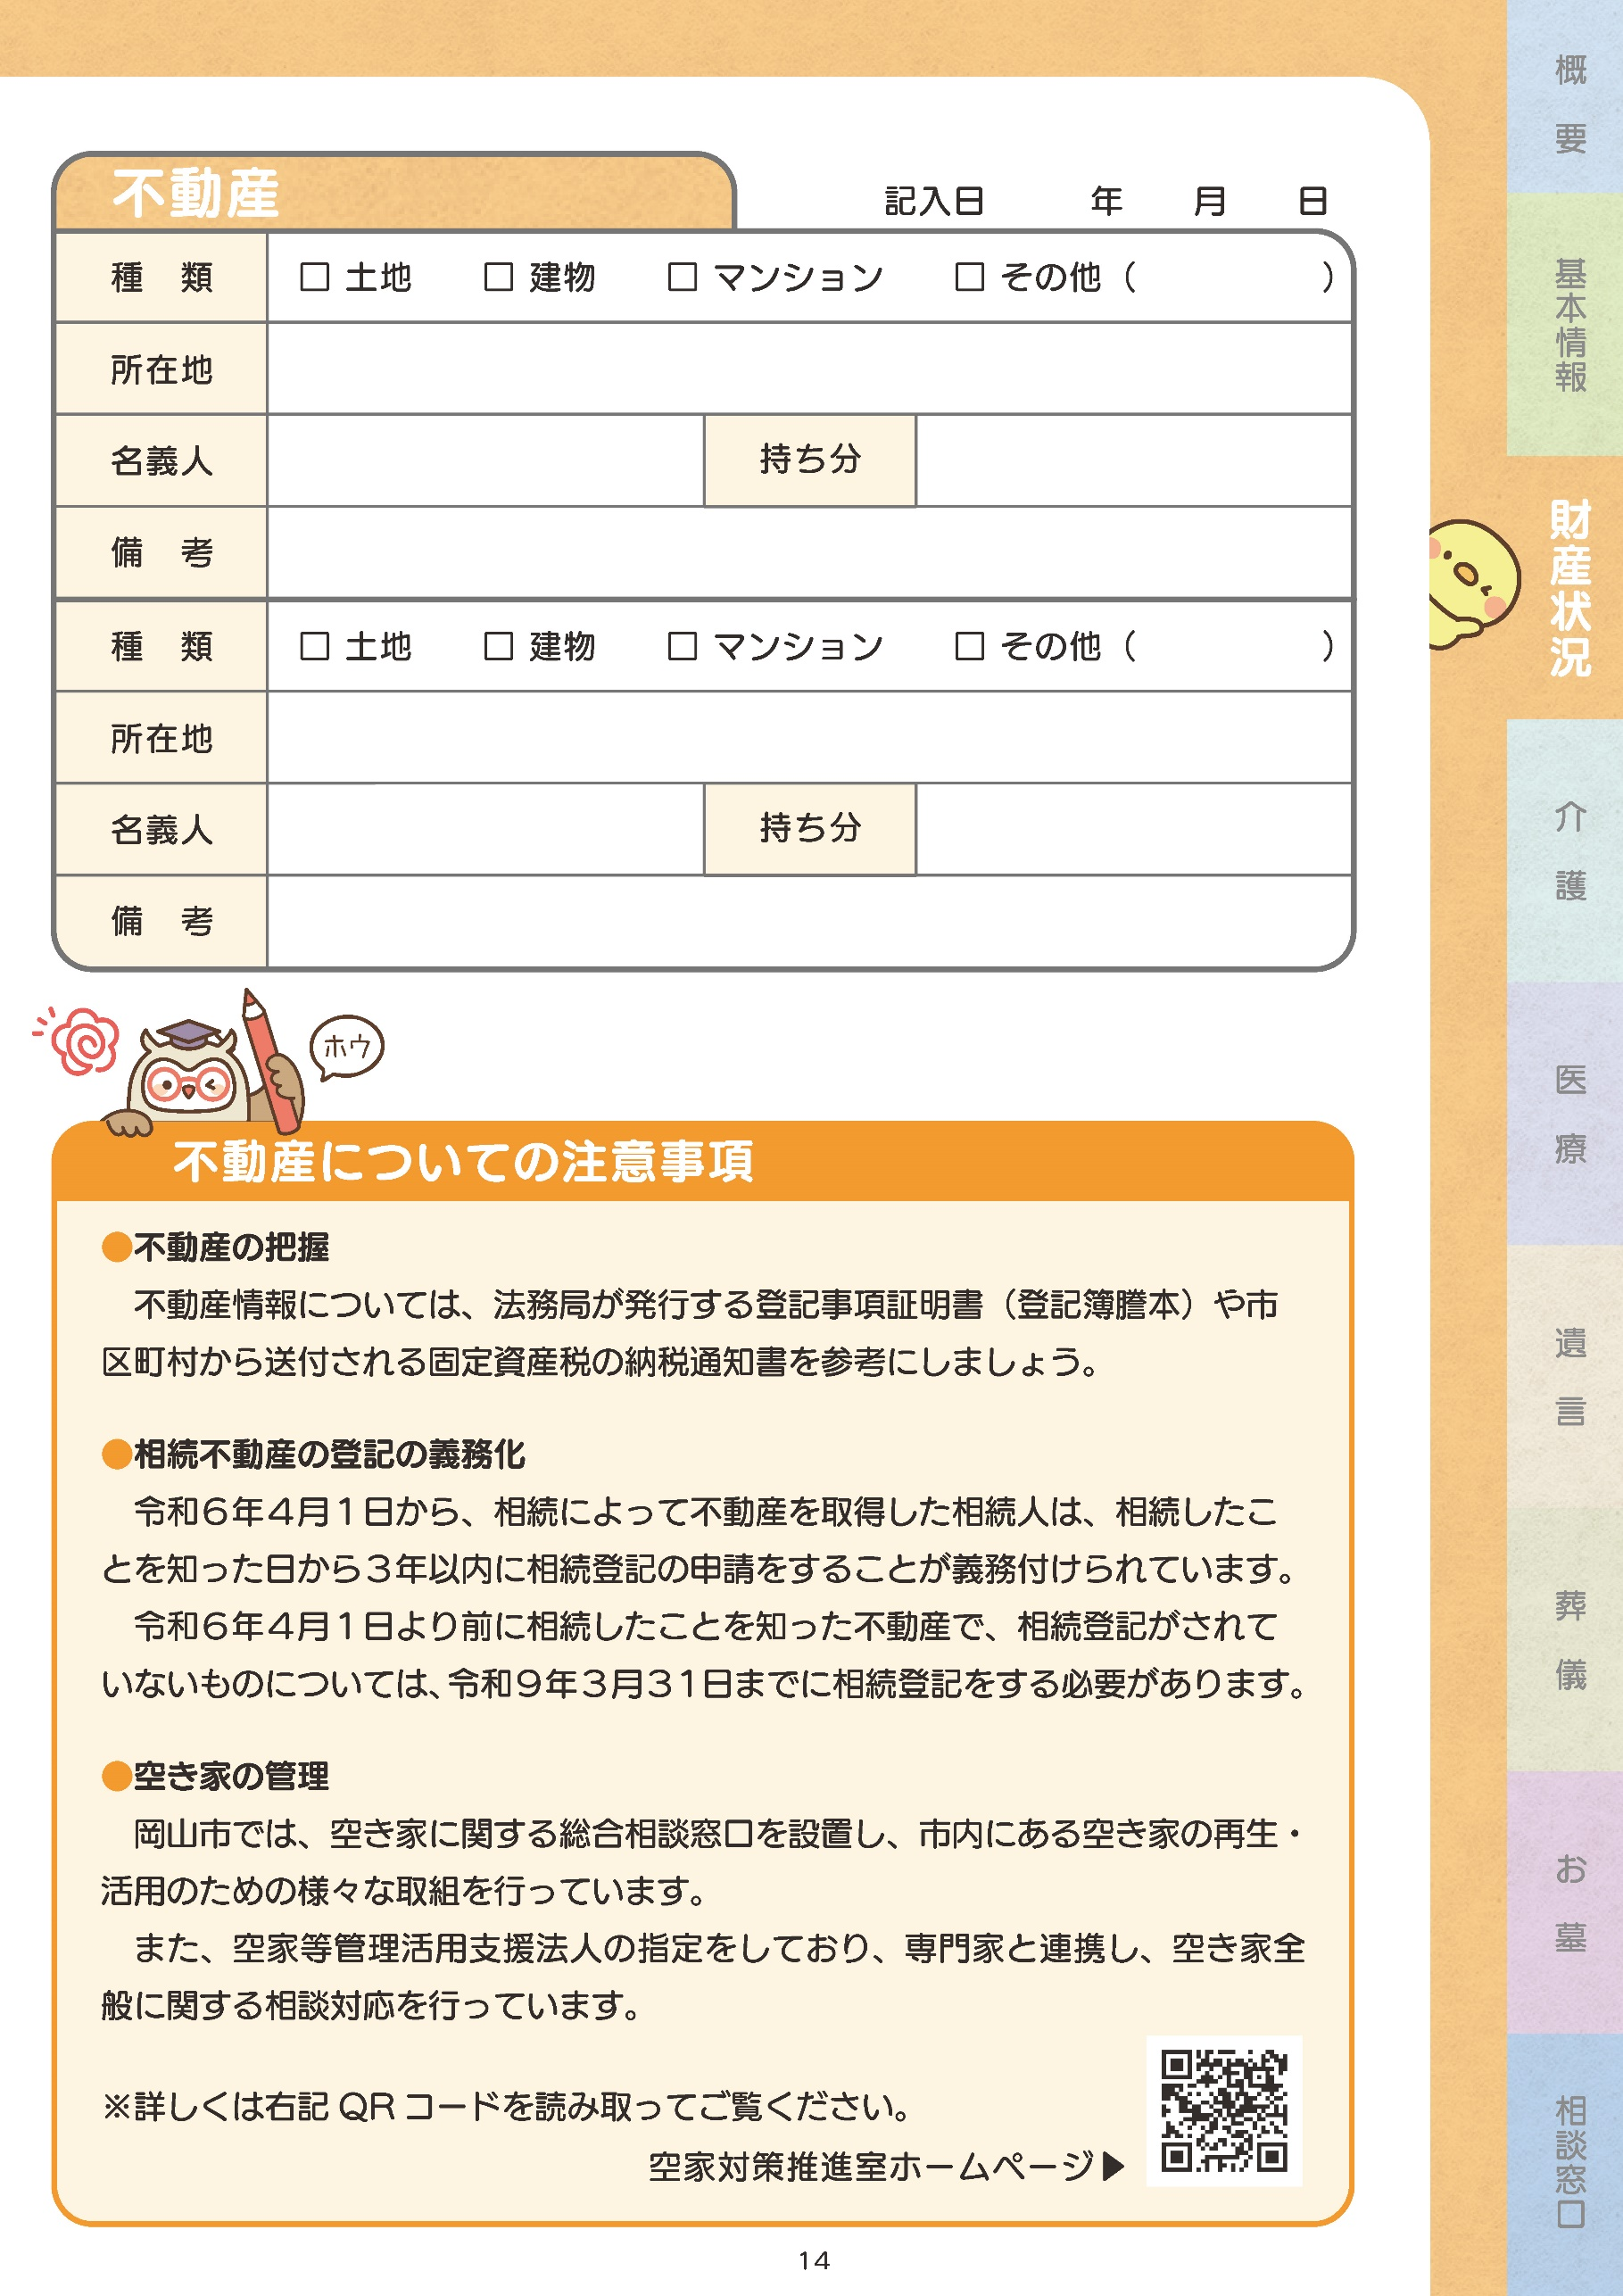 不動産
記入日　年　月　日
種　類　□ 土地　□ 建物　□ マンション　□ その他（　）
所在地
名義人　持ち分
備　考
種　類　□ 土地　□ 建物　□ マンション　□ その他（　）
所在地
名義人　持ち分
備　考
ホウ
不動産についての注意事項
●不動産の把握
不動産情報については、法務局が発行する登記事項証明書（登記簿謄本）や市
区町村から送付される固定資産税の納税通知書を参考にしましょう。
●相続不動産の登記の義務化
令和６年４月１日から、相続によって不動産を取得した相続人は、相続したこ
とを知った日から３年以内に相続登記の申請をすることが義務付けられています。
令和６年４月１日より前に相続したことを知った不動産で、相続登記がされて
いないものについては、令和９年３月３１日までに相続登記をする必要があります。
●空き家の管理
岡山市では、空き家に関する総合相談窓口を設置し、市内にある空き家の再生・
活用のための様々な取組を行っています。
また、空家等管理活用支援法人の指定をしており、専門家と連携し、空き家全
般に関する相談対応を行っています。
※詳しくは右記 QR コードを読み取ってご覧ください。
空家対策推進室ホームページ▶
14
概要
基本情報
財産状況
介護
医療
遺言
葬儀
お墓
相談窓口